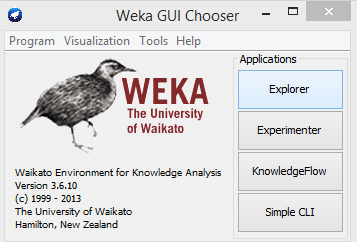 Weka GUI Chooser
Program Visualization Tools Help
WEKA
The University
of Waikato
Waikato Environment for Knowledge Analysis
Version 3.6.10
(c) 1999 - 2013
The University of Waikato
Hamilton, New Zealand
Applications
Explorer
Experimenter
KnowledgeFlow
Simple CLI